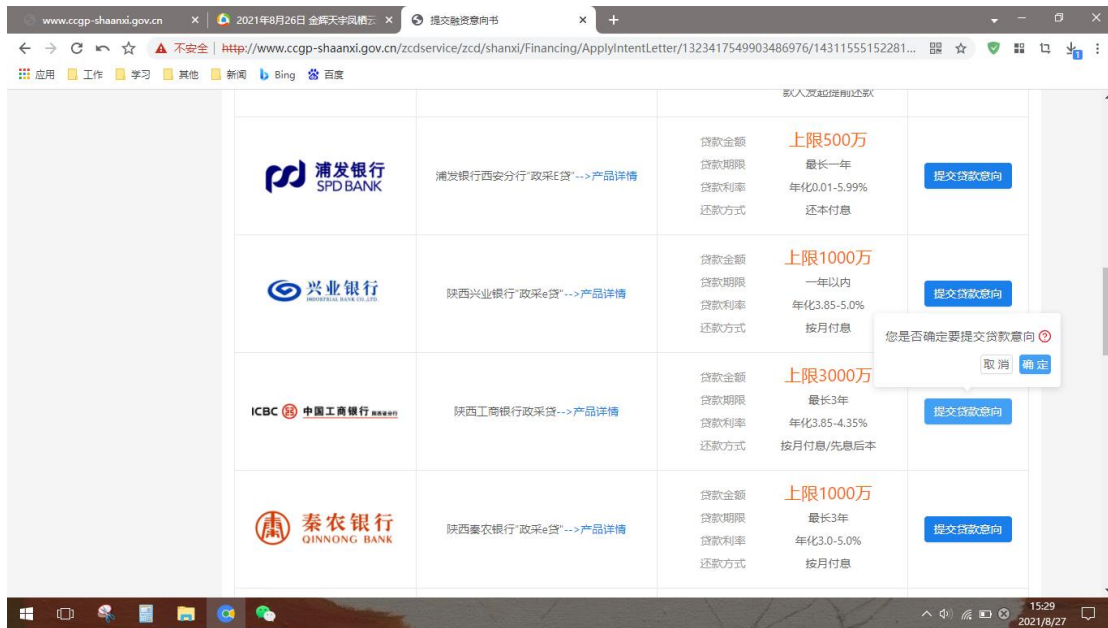 www.ccgp-shaanxi.gov.cn
2021年8月26日 金辉天宇凤栖云
提交融资意向书
不安全 http://www.ccgp-shaanxi.gov.cn/zcdservice/zcd/shanxi/Financing/ApplyIntentLetter/1323417549903486976/14311555152281...
应用 工作 学习 其他 新闻 Bing 百度
款人发起提前还款
浦发银行
SPD BANK
浦发银行西安分行"政采E贷"-->产品详情
贷款金额 上限500万
贷款期限 最长一年
贷款利率 年化0.01-5.99%
还款方式 还本付息
提交贷款意向
兴业银行
INDUSTRIAL BANK CO.,LTD.
陕西兴业银行"政采e贷"-->产品详情
贷款金额 上限1000万
贷款期限 一年以内
贷款利率 年化3.85-5.0%
还款方式 按月付息
提交贷款意向
您是否确定要提交贷款意向
取消 确定
ICBC 中国工商银行
陕西工商银行政采贷-->产品详情
贷款金额 上限3000万
贷款期限 最长3年
贷款利率 年化3.85-4.35%
还款方式 按月付息/先息后本
提交贷款意向
秦农银行
QINNONG BANK
陕西秦农银行"政采e贷"-->产品详情
贷款金额 上限1000万
贷款期限 最长3年
贷款利率 年化3.0-5.0%
还款方式 按月付息
提交贷款意向
15:29
2021/8/27